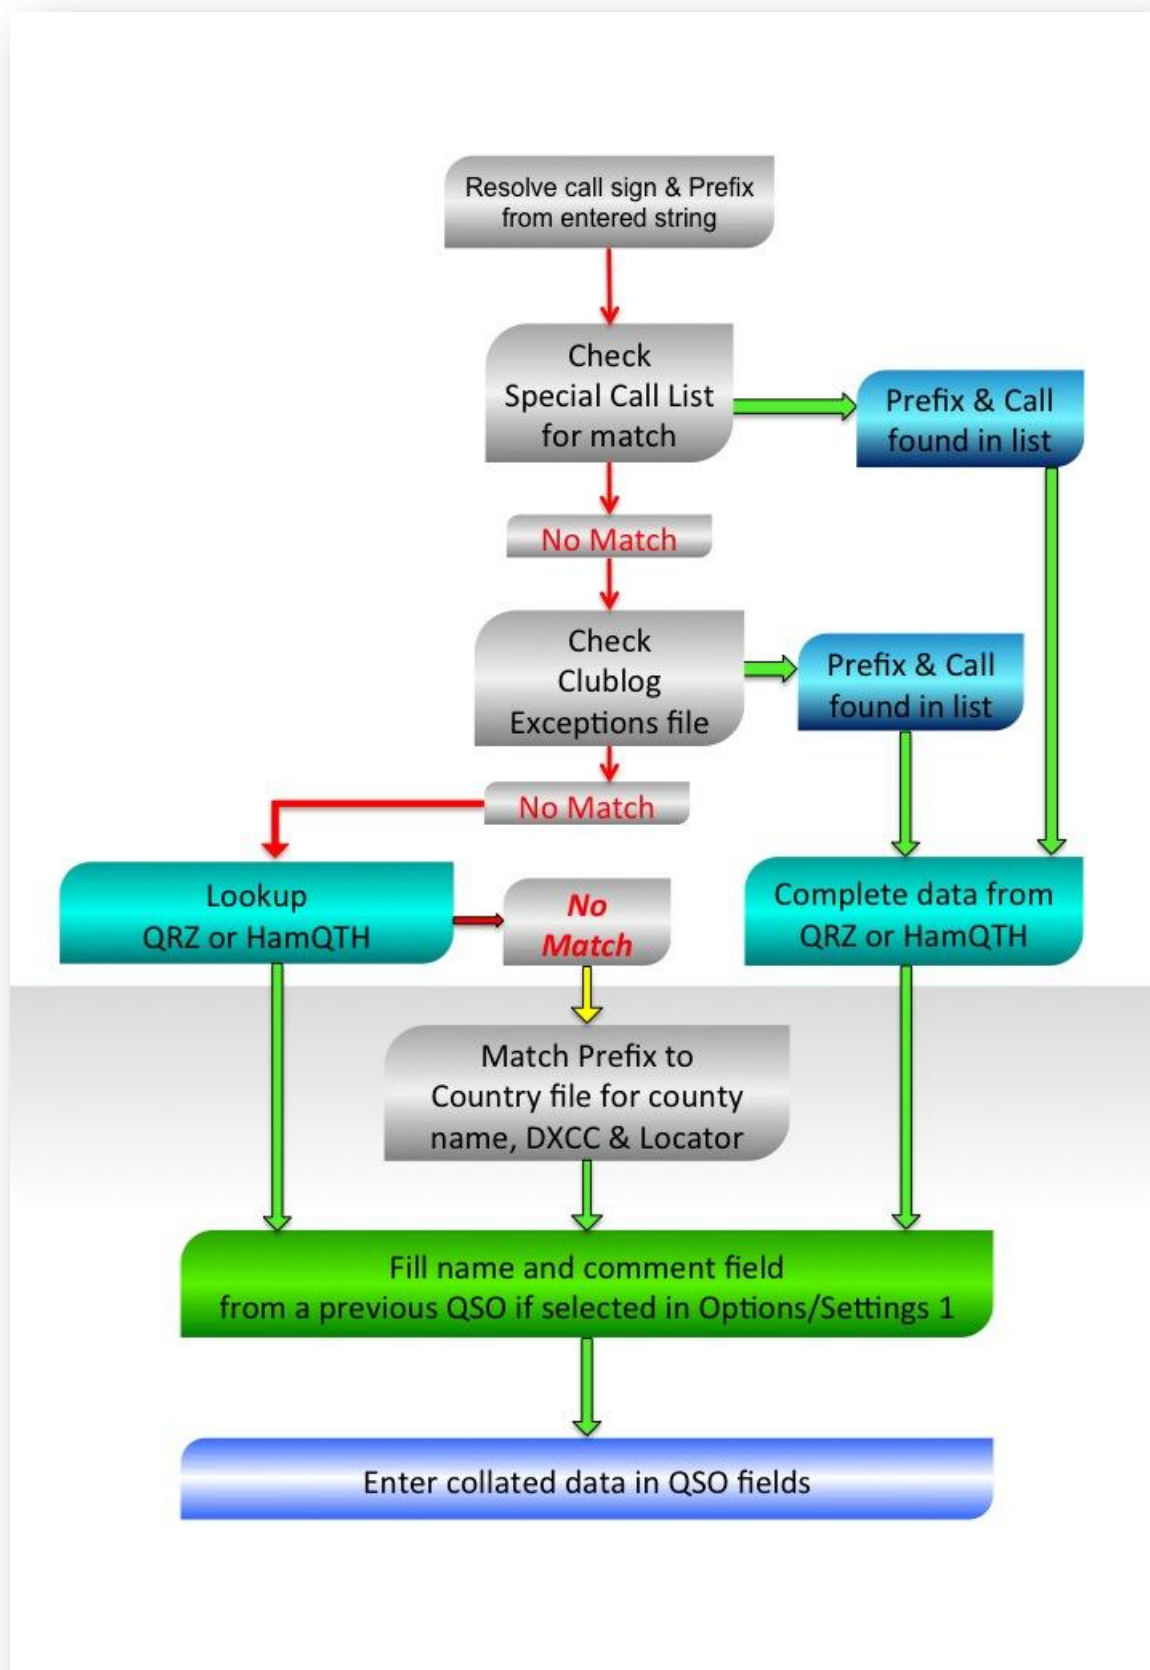 Resolve call sign & Prefix
from entered string
Check
Special Call List
for match
Prefix & Call
found in list
No Match
Check
Clublog
Exceptions file
Prefix & Call
found in list
No Match
Lookup
QRZ or HamQTH
No
Match
Complete data from
QRZ or HamQTH
Match Prefix to
Country file for county
name, DXCC & Locator
Fill name and comment field
from a previous QSO if selected in Options/Settings 1
Enter collated data in QSO fields